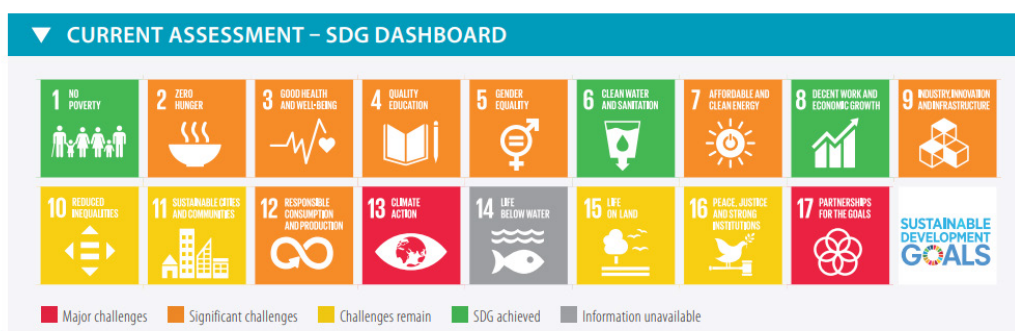 ▼ CURRENT ASSESSMENT – SDG DASHBOARD
1 NO
POVERTY
2 ZERO
HUNGER
3 GOOD HEALTH
AND WELL-BEING
4 QUALITY
EDUCATION
5 GENDER
EQUALITY
6 CLEAN WATER
AND SANITATION
7 AFFORDABLE AND
CLEAN ENERGY
8 DECENT WORK AND
ECONOMIC GROWTH
9 INDUSTRY, INNOVATION
AND INFRASTRUCTURE
10 REDUCED
INEQUALITIES
11 SUSTAINABLE CITIES
AND COMMUNITIES
12 RESPONSIBLE
CONSUMPTION
AND PRODUCTION
13 CLIMATE
ACTION
14 LIFE
BELOW WATER
15 LIFE
ON LAND
16 PEACE, JUSTICE
AND STRONG
INSTITUTIONS
17 PARTNERSHIPS
FOR THE GOALS
SUSTAINABLE
DEVELOPMENT
GOALS
Major challenges
Significant challenges
Challenges remain
SDG achieved
Information unavailable